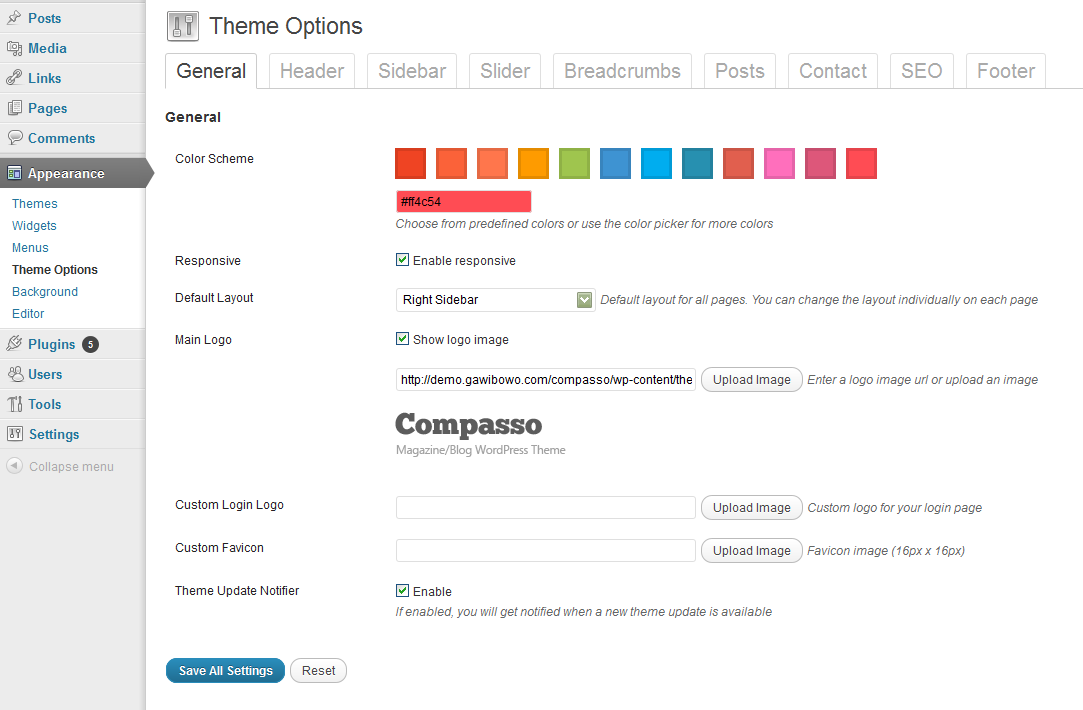 Posts
Media
Links
Pages
Comments
Appearance
Themes
Widgets
Menus
Theme Options
Background
Editor
Plugins 5
Users
Tools
Settings
Collapse menu
Theme Options
General Header Sidebar Slider Breadcrumbs Posts Contact SEO Footer
General
Color Scheme
#ff4c54
Choose from predefined colors or use the color picker for more colors
Responsive Enable responsive
Default Layout Right Sidebar Default layout for all pages. You can change the layout individually on each page
Main Logo Show logo image
http://demo.gawibowo.com/compasso/wp-content/the Upload Image Enter a logo image url or upload an image
Compasso
Magazine/Blog WordPress Theme
Custom Login Logo Upload Image Custom logo for your login page
Custom Favicon Upload Image Favicon image (16px x 16px)
Theme Update Notifier Enable
If enabled, you will get notified when a new theme update is available
Save All Settings Reset